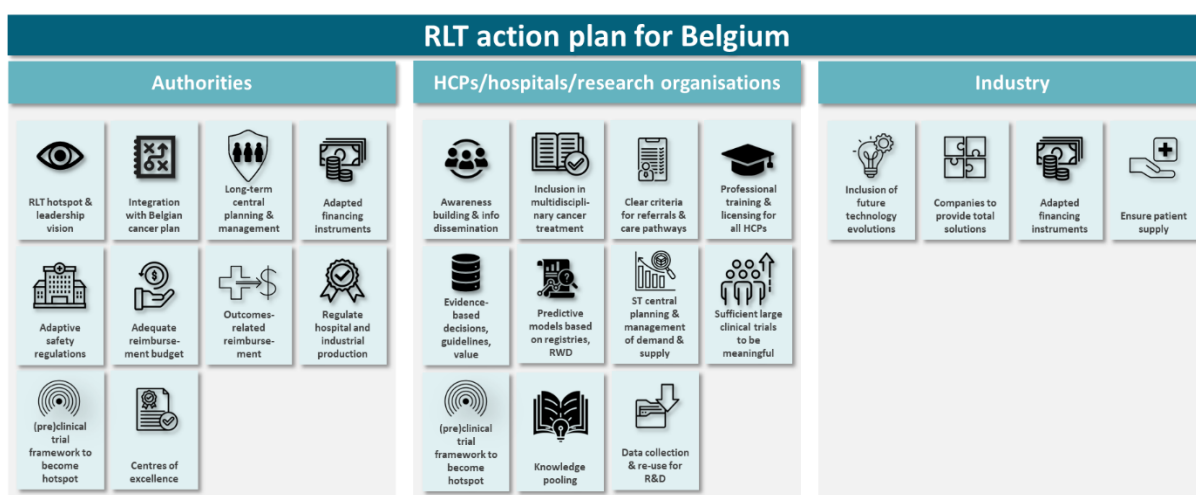 RLT action plan for Belgium
Authorities
RLT hotspot &
leadership
vision
Integration
with Belgian
cancer plan
Long-term
central
planning &
management
Adapted
financing
instruments
Adaptive
safety
regulations
Adequate
reimburse-
ment budget
Outcomes-
related
reimburse-
ment
Regulate
hospital and
industrial
production
(pre)clinical
trial
framework to
become
hotspot
Centres of
excellence
HCPs/hospitals/research organisations
Awareness
building & info
dissemination
Inclusion in
multidiscipli-
nary cancer
treatment
Clear criteria
for referrals &
care pathways
Professional
training &
licensing for
all HCPs
Evidence-
based
decisions,
guidelines,
value
Predictive
models based
on registries,
RWD
ST central
planning &
management
of demand &
supply
Sufficient large
clinical trials
to be
meaningful
(pre)clinical
trial
framework to
become
hotspot
Knowledge
pooling
Data collection
& re-use for
R&D
Industry
Inclusion of
future
technology
evolutions
Companies to
provide total
solutions
Adapted
financing
instruments
Ensure patient
supply